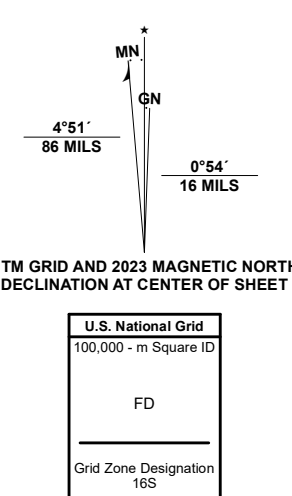 ★
MN
GN
4°51´
86 MILS
0°54´
16 MILS
TM GRID AND 2023 MAGNETIC NORTH
DECLINATION AT CENTER OF SHEET
U.S. National Grid
100,000 - m Square ID
FD
Grid Zone Designation
16S